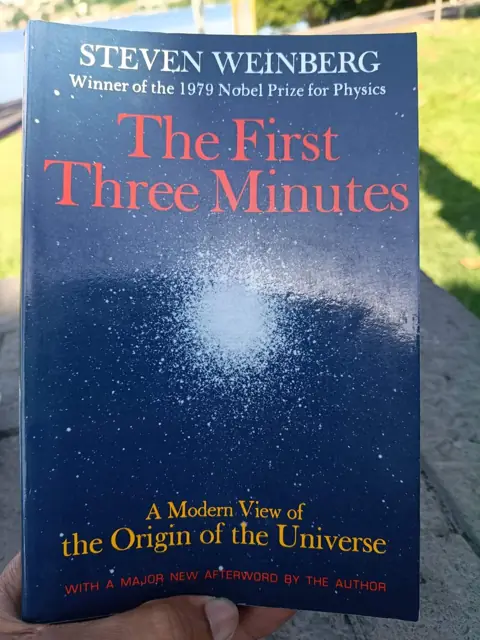 STEVEN WEINBERG
Winner of the 1979 Nobel Prize for Physics
The First
Three Minutes
A Modern View of
the Origin of the Universe
WITH A MAJOR NEW AFTERWORD BY THE AUTHOR